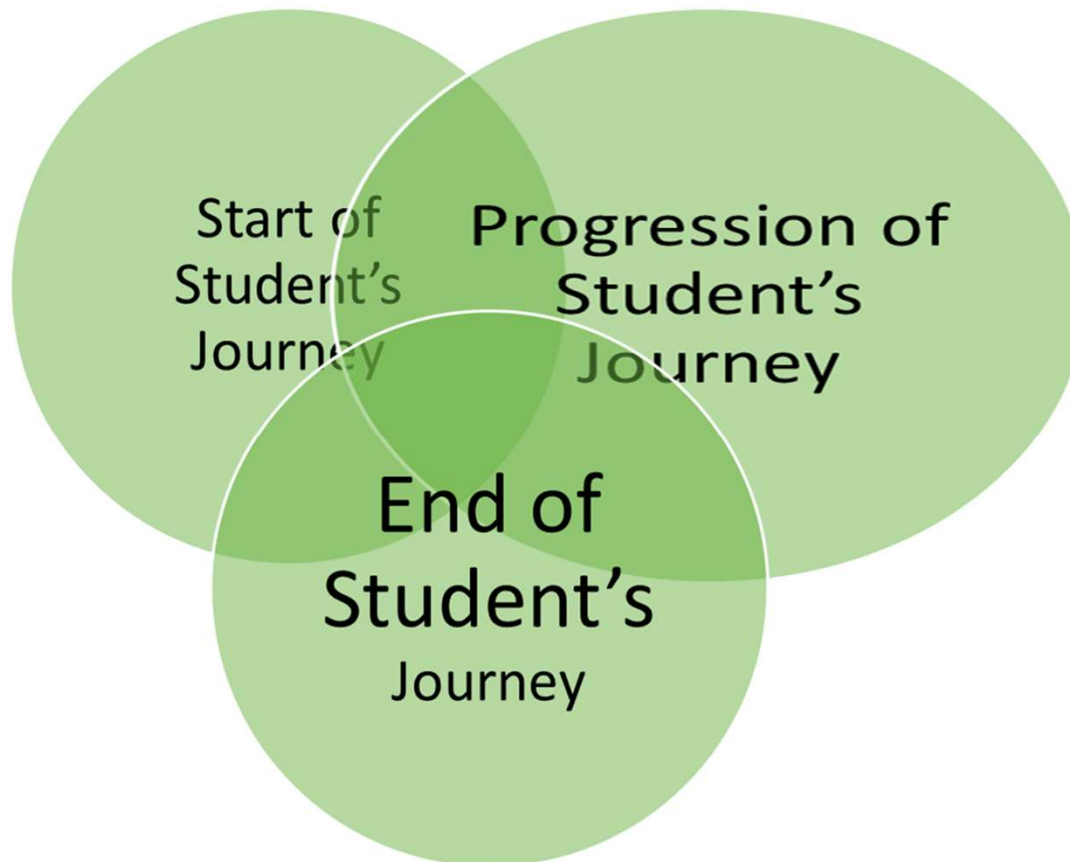 Start of
Student’s
Journey
Progression of
Student’s
Journey
End of
Student’s
Journey